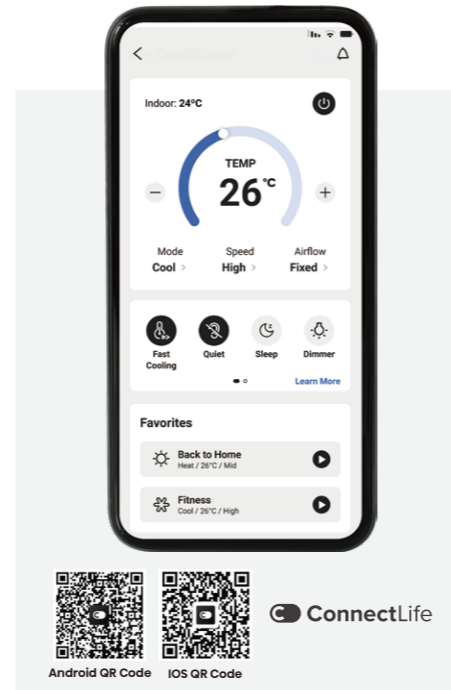 Indoor: 24°C
TEMP
26°C
Mode Speed Airflow
Cool > High > Fixed >
Fast Cooling
Quiet
Sleep
Dimmer
Learn More
Favorites
Back to Home
Heat / 26°C / Mid
Fitness
Cool / 26°C / High
ConnectLife
Android QR Code
IOS QR Code